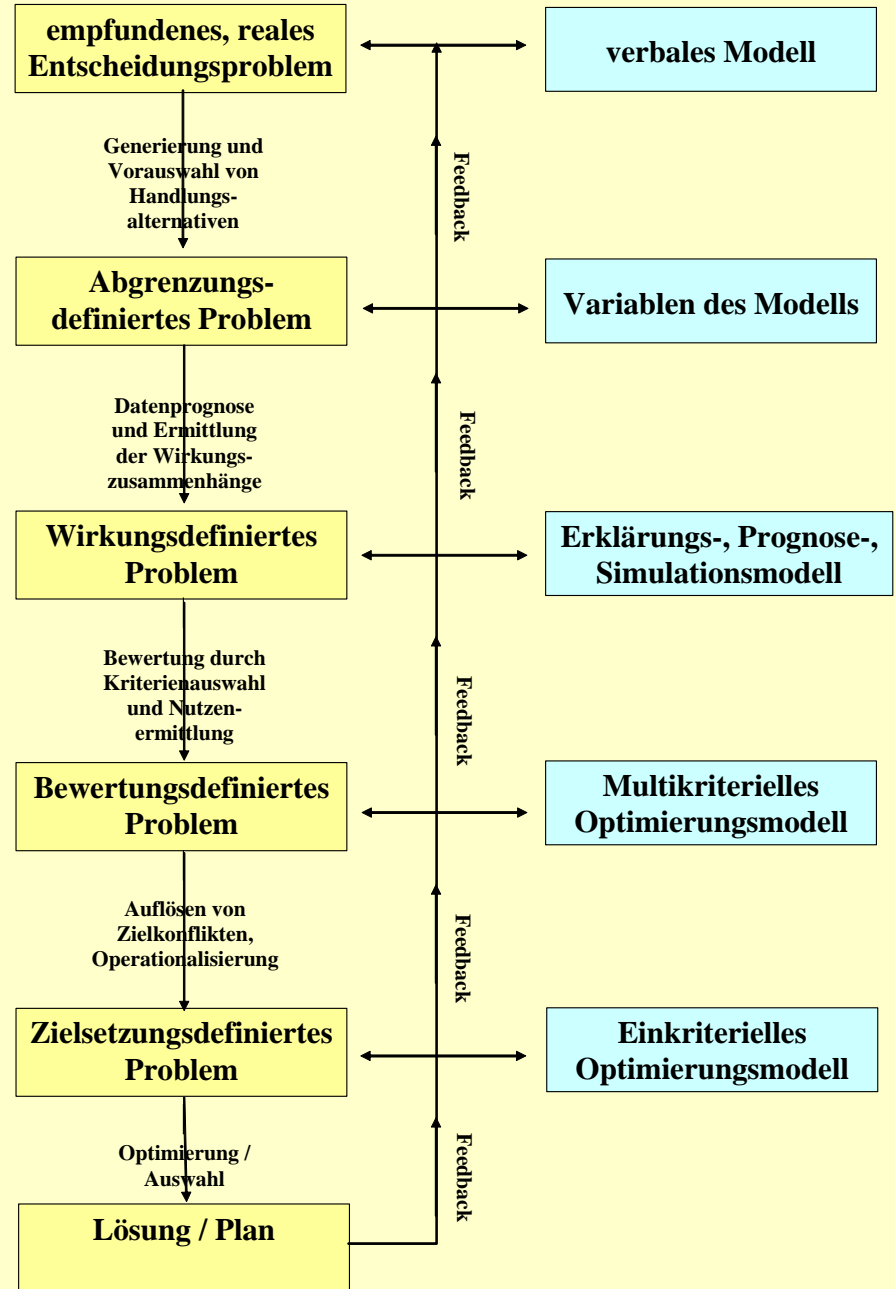 empfundenes, reales
Entscheidungsproblem
verbales Modell
Generierung und
Vorauswahl von
Handlungs-
alternativen
Feedback
Abgrenzungs-
definiertes Problem
Variablen des Modells
Datenprognose
und Ermittlung
der Wirkungs-
zusammenhänge
Feedback
Wirkungsdefiniertes
Problem
Erklärungs-, Prognose-,
Simulationsmodell
Bewertung durch
Kriterienauswahl
und Nutzen-
ermittlung
Feedback
Bewertungsdefiniertes
Problem
Multikriterielles
Optimierungsmodell
Auflösen von
Zielkonflikten,
Operationalisierung
Feedback
Zielsetzungsdefiniertes
Problem
Einkriterielles
Optimierungsmodell
Optimierung /
Auswahl
Feedback
Lösung / Plan